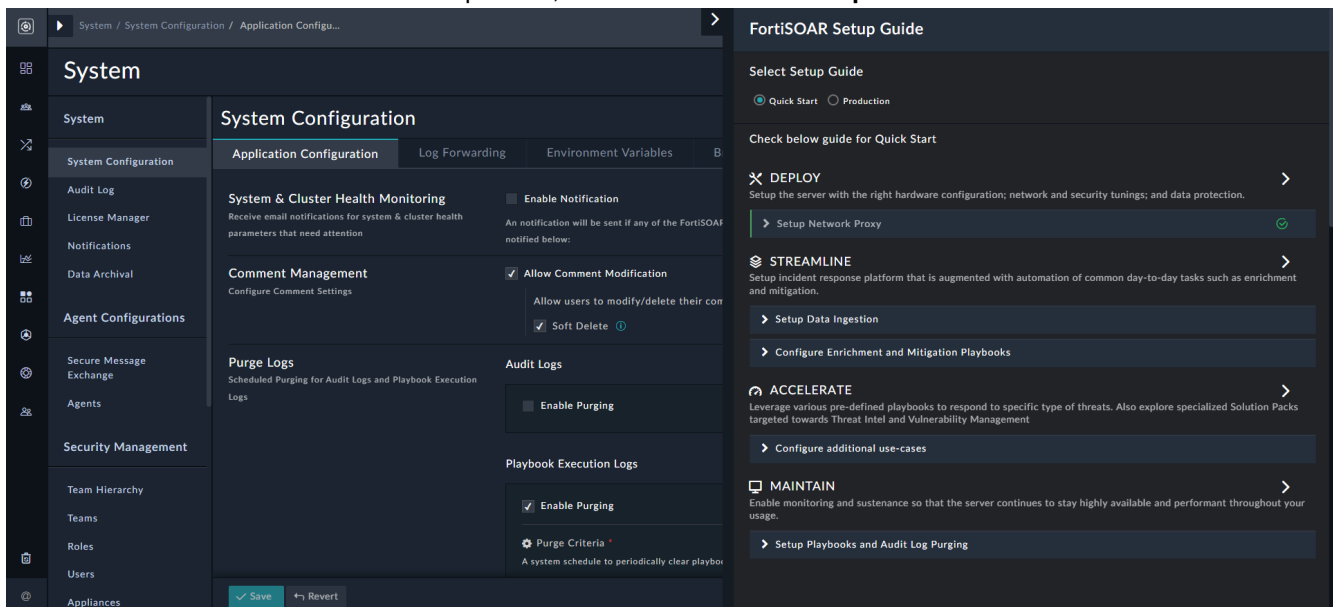 System / System Configuration / Application Configu...
System
System
System Configuration
Audit Log
License Manager
Notifications
Data Archival
Agent Configurations
Secure Message
Exchange
Agents
Security Management
Team Hierarchy
Teams
Roles
Users
Appliances
System Configuration
Application Configuration
Log Forwarding
Environment Variables
System & Cluster Health Monitoring
Receive email notifications for system & cluster health
parameters that need attention
Enable Notification
An notification will be sent if any of the FortiSOAR
notified below:
Comment Management
Configure Comment Settings
Allow Comment Modification
Allow users to modify/delete their com
Soft Delete
Purge Logs
Scheduled Purging for Audit Logs and Playbook Execution
Logs
Audit Logs
Enable Purging
Playbook Execution Logs
Enable Purging
Purge Criteria *
A system schedule to periodically clear playbo
Save
Revert
FortiSOAR Setup Guide
Select Setup Guide
Quick Start
Production
Check below guide for Quick Start
DEPLOY
Setup the server with the right hardware configuration; network and security tunings; and data protection.
Setup Network Proxy
STREAMLINE
Setup incident response platform that is augmented with automation of common day-to-day tasks such as enrichment
and mitigation.
Setup Data Ingestion
Configure Enrichment and Mitigation Playbooks
ACCELERATE
Leverage various pre-defined playbooks to respond to specific type of threats. Also explore specialized Solution Packs
targeted towards Threat Intel and Vulnerability Management
Configure additional use-cases
MAINTAIN
Enable monitoring and sustenance so that the server continues to stay highly available and performant throughout your
usage.
Setup Playbooks and Audit Log Purging